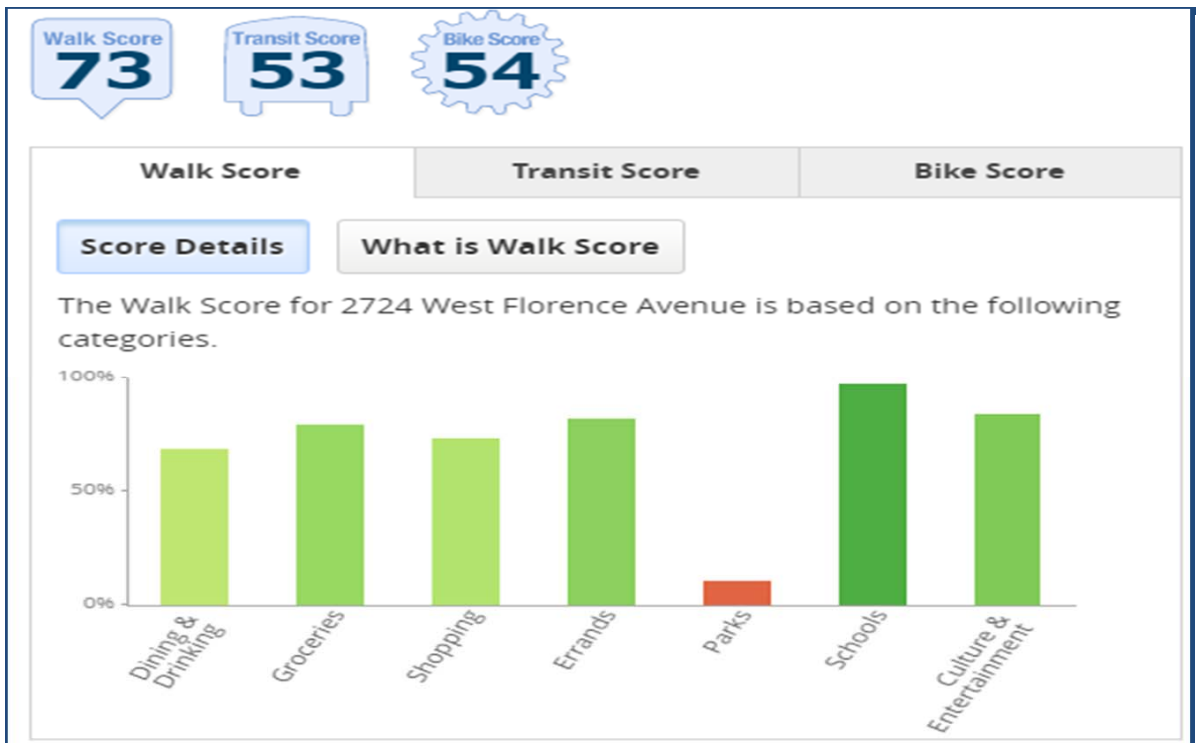 Walk Score
73
Transit Score
53
Bike Score
54
Walk Score
Transit Score
Bike Score
Score Details
What is Walk Score
The Walk Score for 2724 West Florence Avenue is based on the following
categories.
100%
50%
0%
Dining &
Drinking
Groceries
Shopping
Errands
Parks
Schools
Culture &
Entertainment